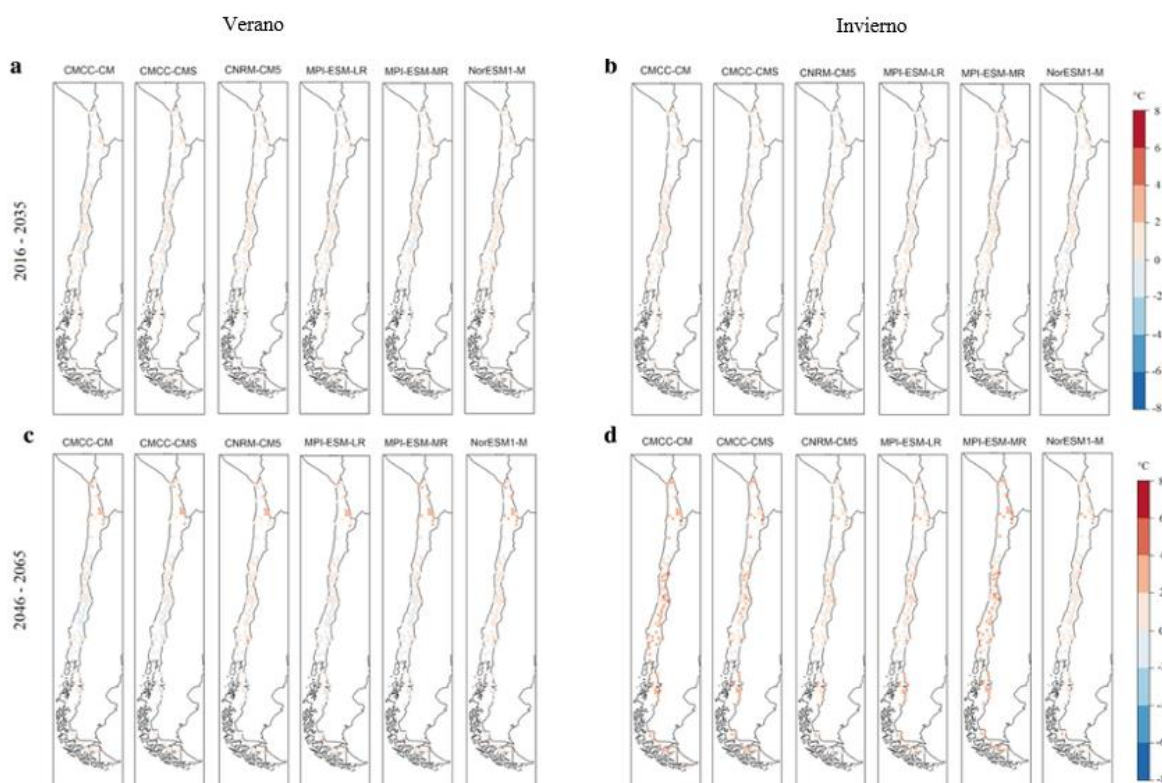 Verano
Invierno
a
CMCC-CM
CMCC-CMS
CNRM-CM5
MPI-ESM-LR
MPI-ESM-MR
NorESM1-M
b
CMCC-CM
CMCC-CMS
CNRM-CM5
MPI-ESM-LR
MPI-ESM-MR
NorESM1-M
°C
8
6
4
2
0
-2
-4
-6
-8
2016 - 2035
c
CMCC-CM
CMCC-CMS
CNRM-CM5
MPI-ESM-LR
MPI-ESM-MR
NorESM1-M
d
CMCC-CM
CMCC-CMS
CNRM-CM5
MPI-ESM-LR
MPI-ESM-MR
NorESM1-M
°C
2046 - 2065